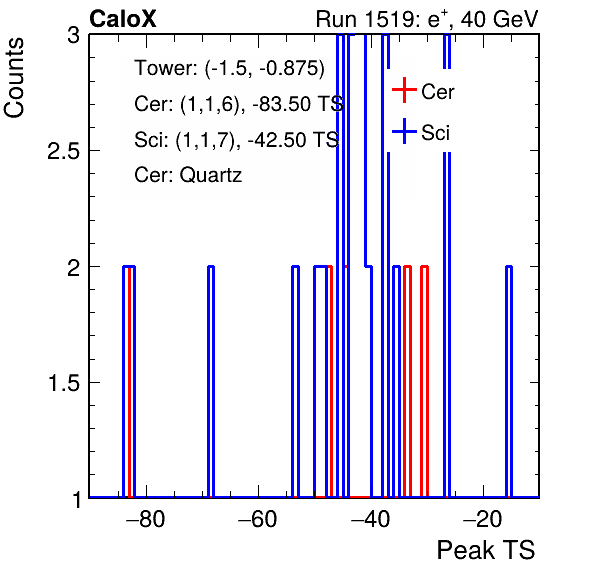 CaloX Run 1519: e⁺, 40 GeV
Counts
3
2.5
2
1.5
1
Tower: (-1.5, -0.875)
Cer: (1,1,6), -83.50 TS
Sci: (1,1,7), -42.50 TS
Cer: Quartz
Cer
Sci
−80 −60 −40 −20
Peak TS